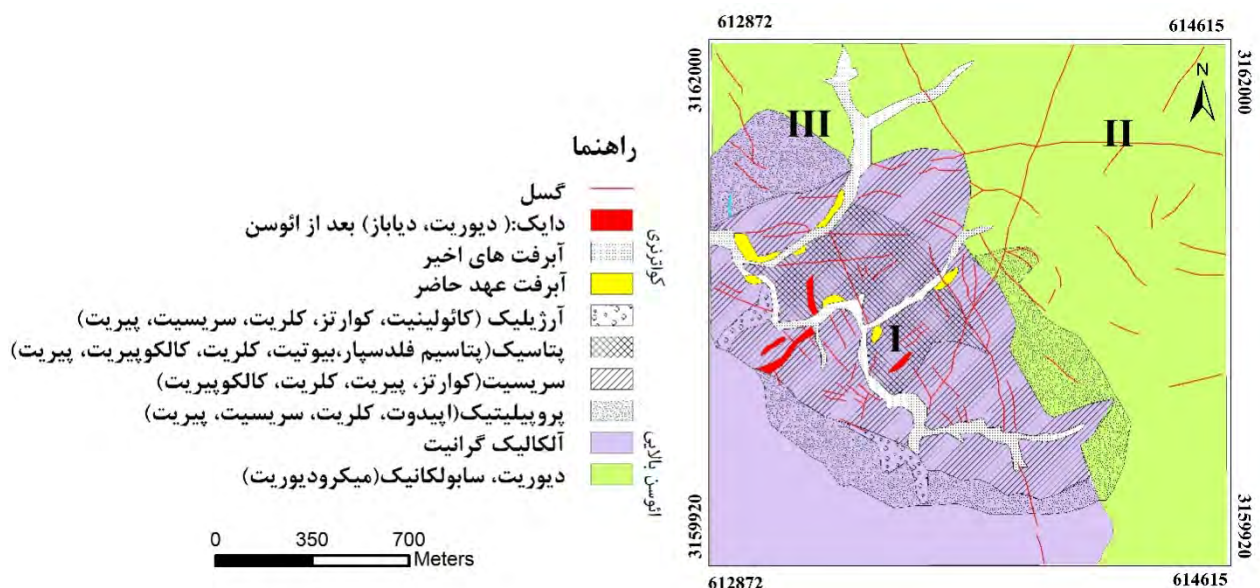 راهنما
گسل
دایک:( دیوریت، دیاباز) بعد از ائوسن
آبرفت های اخیر
آبرفت عهد حاضر
آرژیلیک (کائولینیت، کوارتز، کلریت، سریسیت، پیریت)
پتاسیک(پتاسیم فلدسپار،بیوتیت، کلریت، کالکوپیریت، پیریت)
سریسیت(کوارتز، پیریت، کلریت، کالکوپیریت)
پروپیلیتیک(اپیدوت، کلریت، سریسیت، پیریت)
آلکالیک گرانیت
دیوریت، سابولکانیک(میکرودیوریت)
کواترنری
ائوسن بالایی
0 350 700
Meters
612872 614615
3162000 3162000
N
III II
I
3159920 3159920
612872 614615